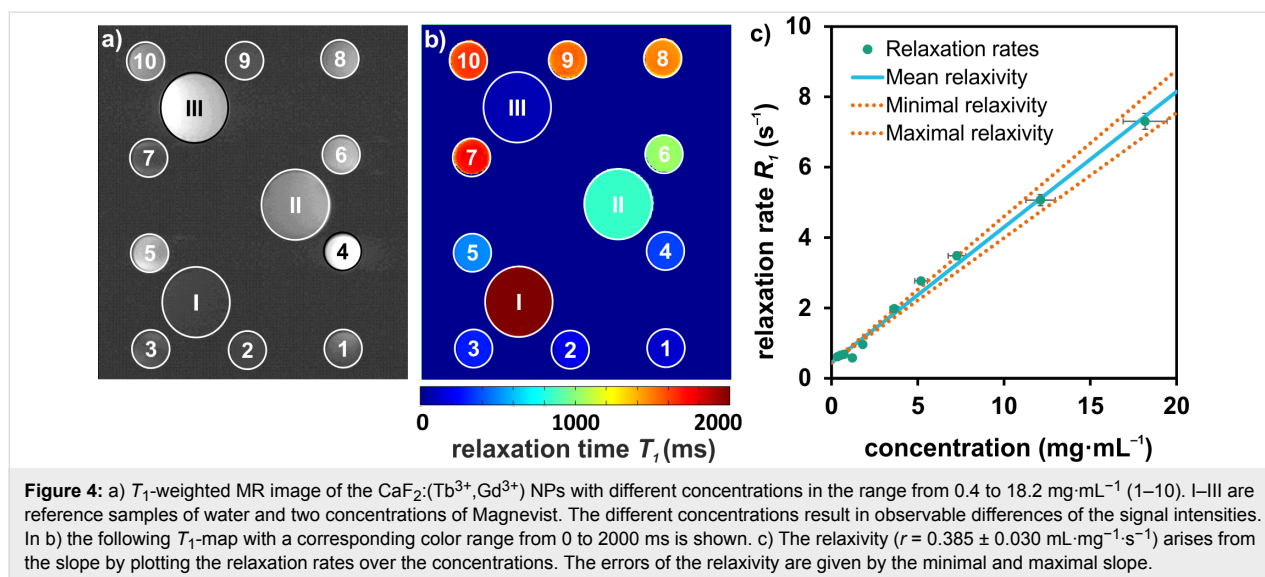 a)
10
9
8
III
7
6
II
4
5
I
3
2
1
b)
10
9
8
III
7
6
II
5
4
I
3
2
1
0 1000 2000
relaxation time T₁ (ms)
c)
10
8
6
4
2
0
relaxation rate R₁ (s⁻¹)
Relaxation rates
Mean relaxivity
Minimal relaxivity
Maximal relaxivity
0 5 10 15 20
concentration (mg·mL⁻¹)
Figure 4: a) T₁-weighted MR image of the CaF₂:(Tb³⁺,Gd³⁺) NPs with different concentrations in the range from 0.4 to 18.2 mg·mL⁻¹ (1–10). I–III are
reference samples of water and two concentrations of Magnevist. The different concentrations result in observable differences of the signal intensities.
In b) the following T₁-map with a corresponding color range from 0 to 2000 ms is shown. c) The relaxivity (r = 0.385 ± 0.030 mL·mg⁻¹·s⁻¹) arises from
the slope by plotting the relaxation rates over the concentrations. The errors of the relaxivity are given by the minimal and maximal slope.